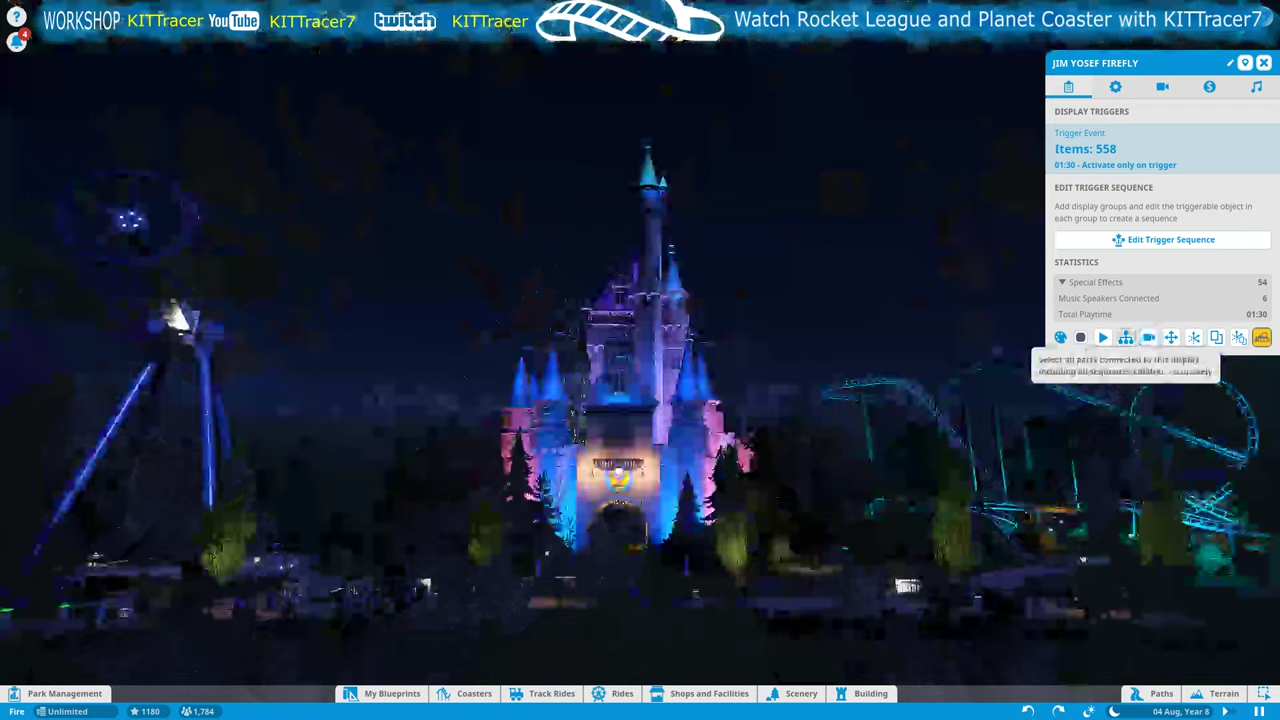 WORKSHOP KITTracer YouTube KITTracer7 twitch KITTracer Watch Rocket League and Planet Coaster with KITTracer7
?
4
JIM YOSEF FIREFLY
DISPLAY TRIGGERS
Trigger Event
Items: 558
01:30 - Activate only on trigger
EDIT TRIGGER SEQUENCE
Add display groups and edit the triggerable object in
each group to create a sequence
Edit Trigger Sequence
STATISTICS
Special Effects 54
Music Speakers Connected 6
Total Playtime 01:30
Park Management My Blueprints Coasters Track Rides Rides Shops and Facilities Scenery Building Paths Terrain
Fire Unlimited 1180 1,784 04 Aug, Year 8